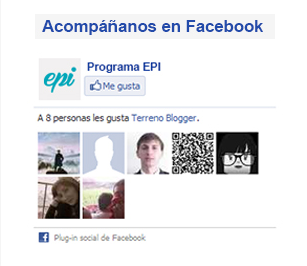 Acompáñanos en Facebook
epi
Programa EPI
Me gusta
A 8 personas les gusta Terreno Blogger.
Plug-in social de Facebook